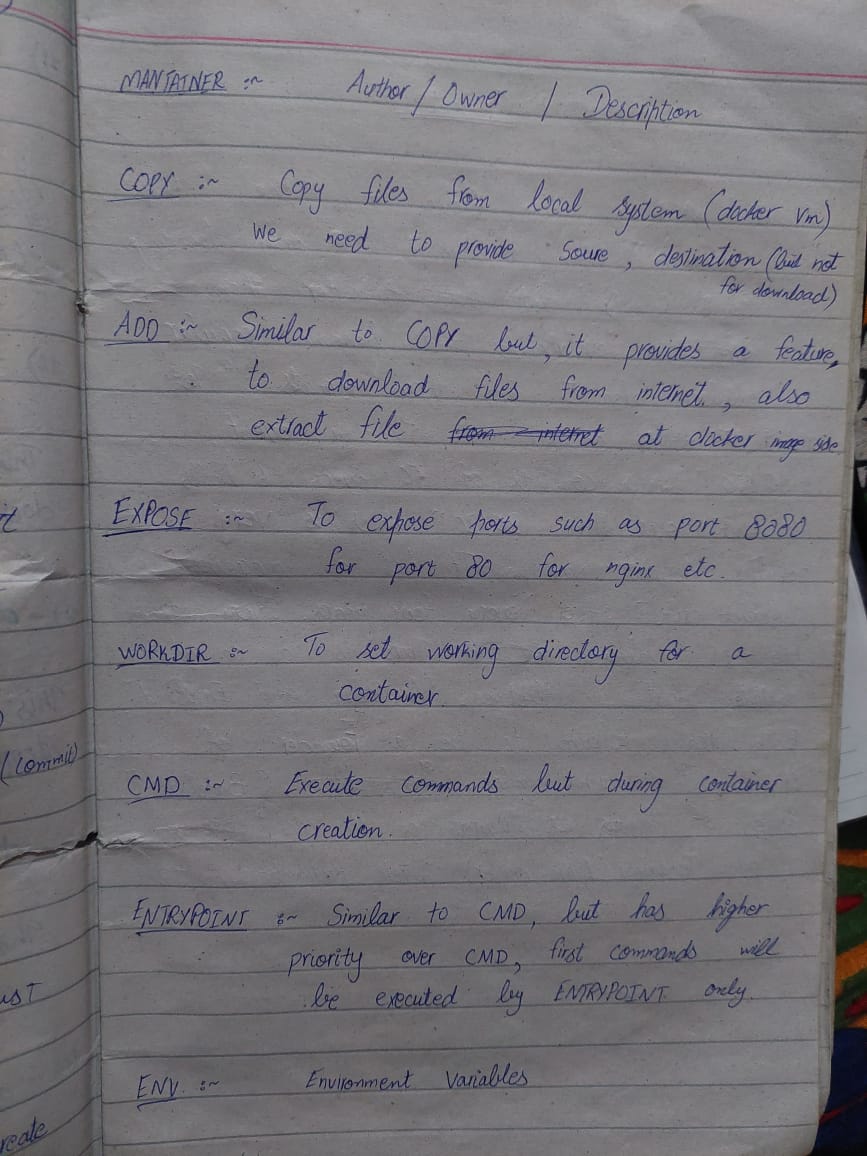 MANTAINER :~ Author / Owner / Description
COPY :~ Copy files from local system (docker vm)
we need to provide Soure , destination (but not
for download)
ADD :~ Similar to COPY but, it provides a feature,
to download files from internet , also
extract file from internet at docker image side
EXPOSE :~ To expose ports such as port 8080
for port 80 for nginx etc.
WORKDIR :~ To set working directory for a
container
CMD :~ Execute commands but during container
creation.
(commit)
ENTRYPOINT :~ Similar to CMD, but has higher
priority over CMD, first commands will
be executed by ENTRYPOINT only.
ENV :~ Environment Variables